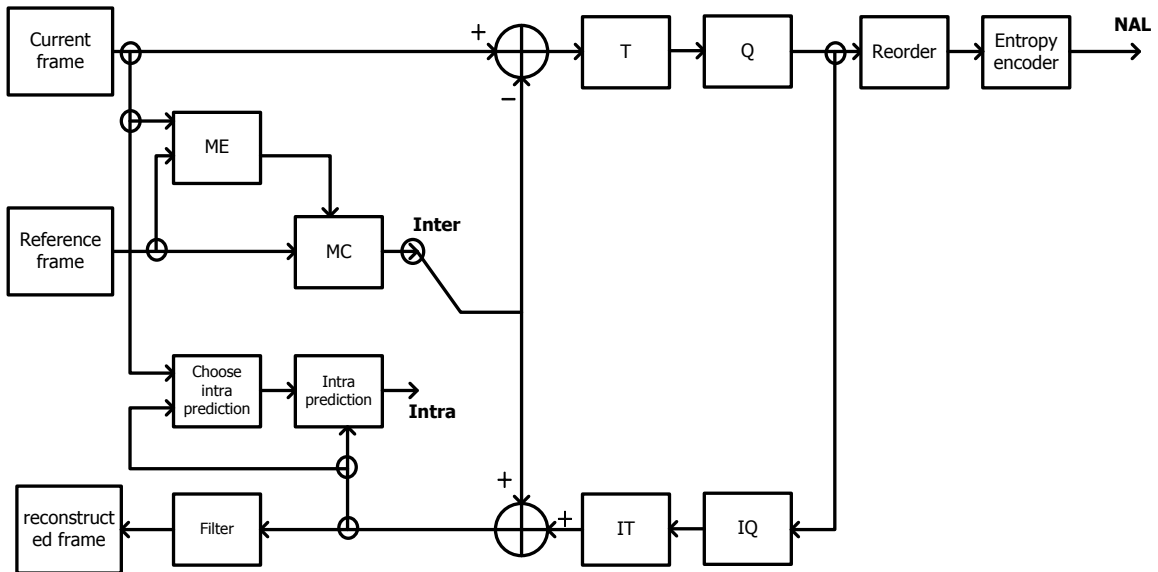 Current
frame
+
−
T
Q
Reorder
Entropy
encoder
NAL
ME
Reference
frame
MC
Inter
Choose
intra
prediction
Intra
prediction
Intra
reconstruct
ed frame
Filter
+
+
IT
IQ